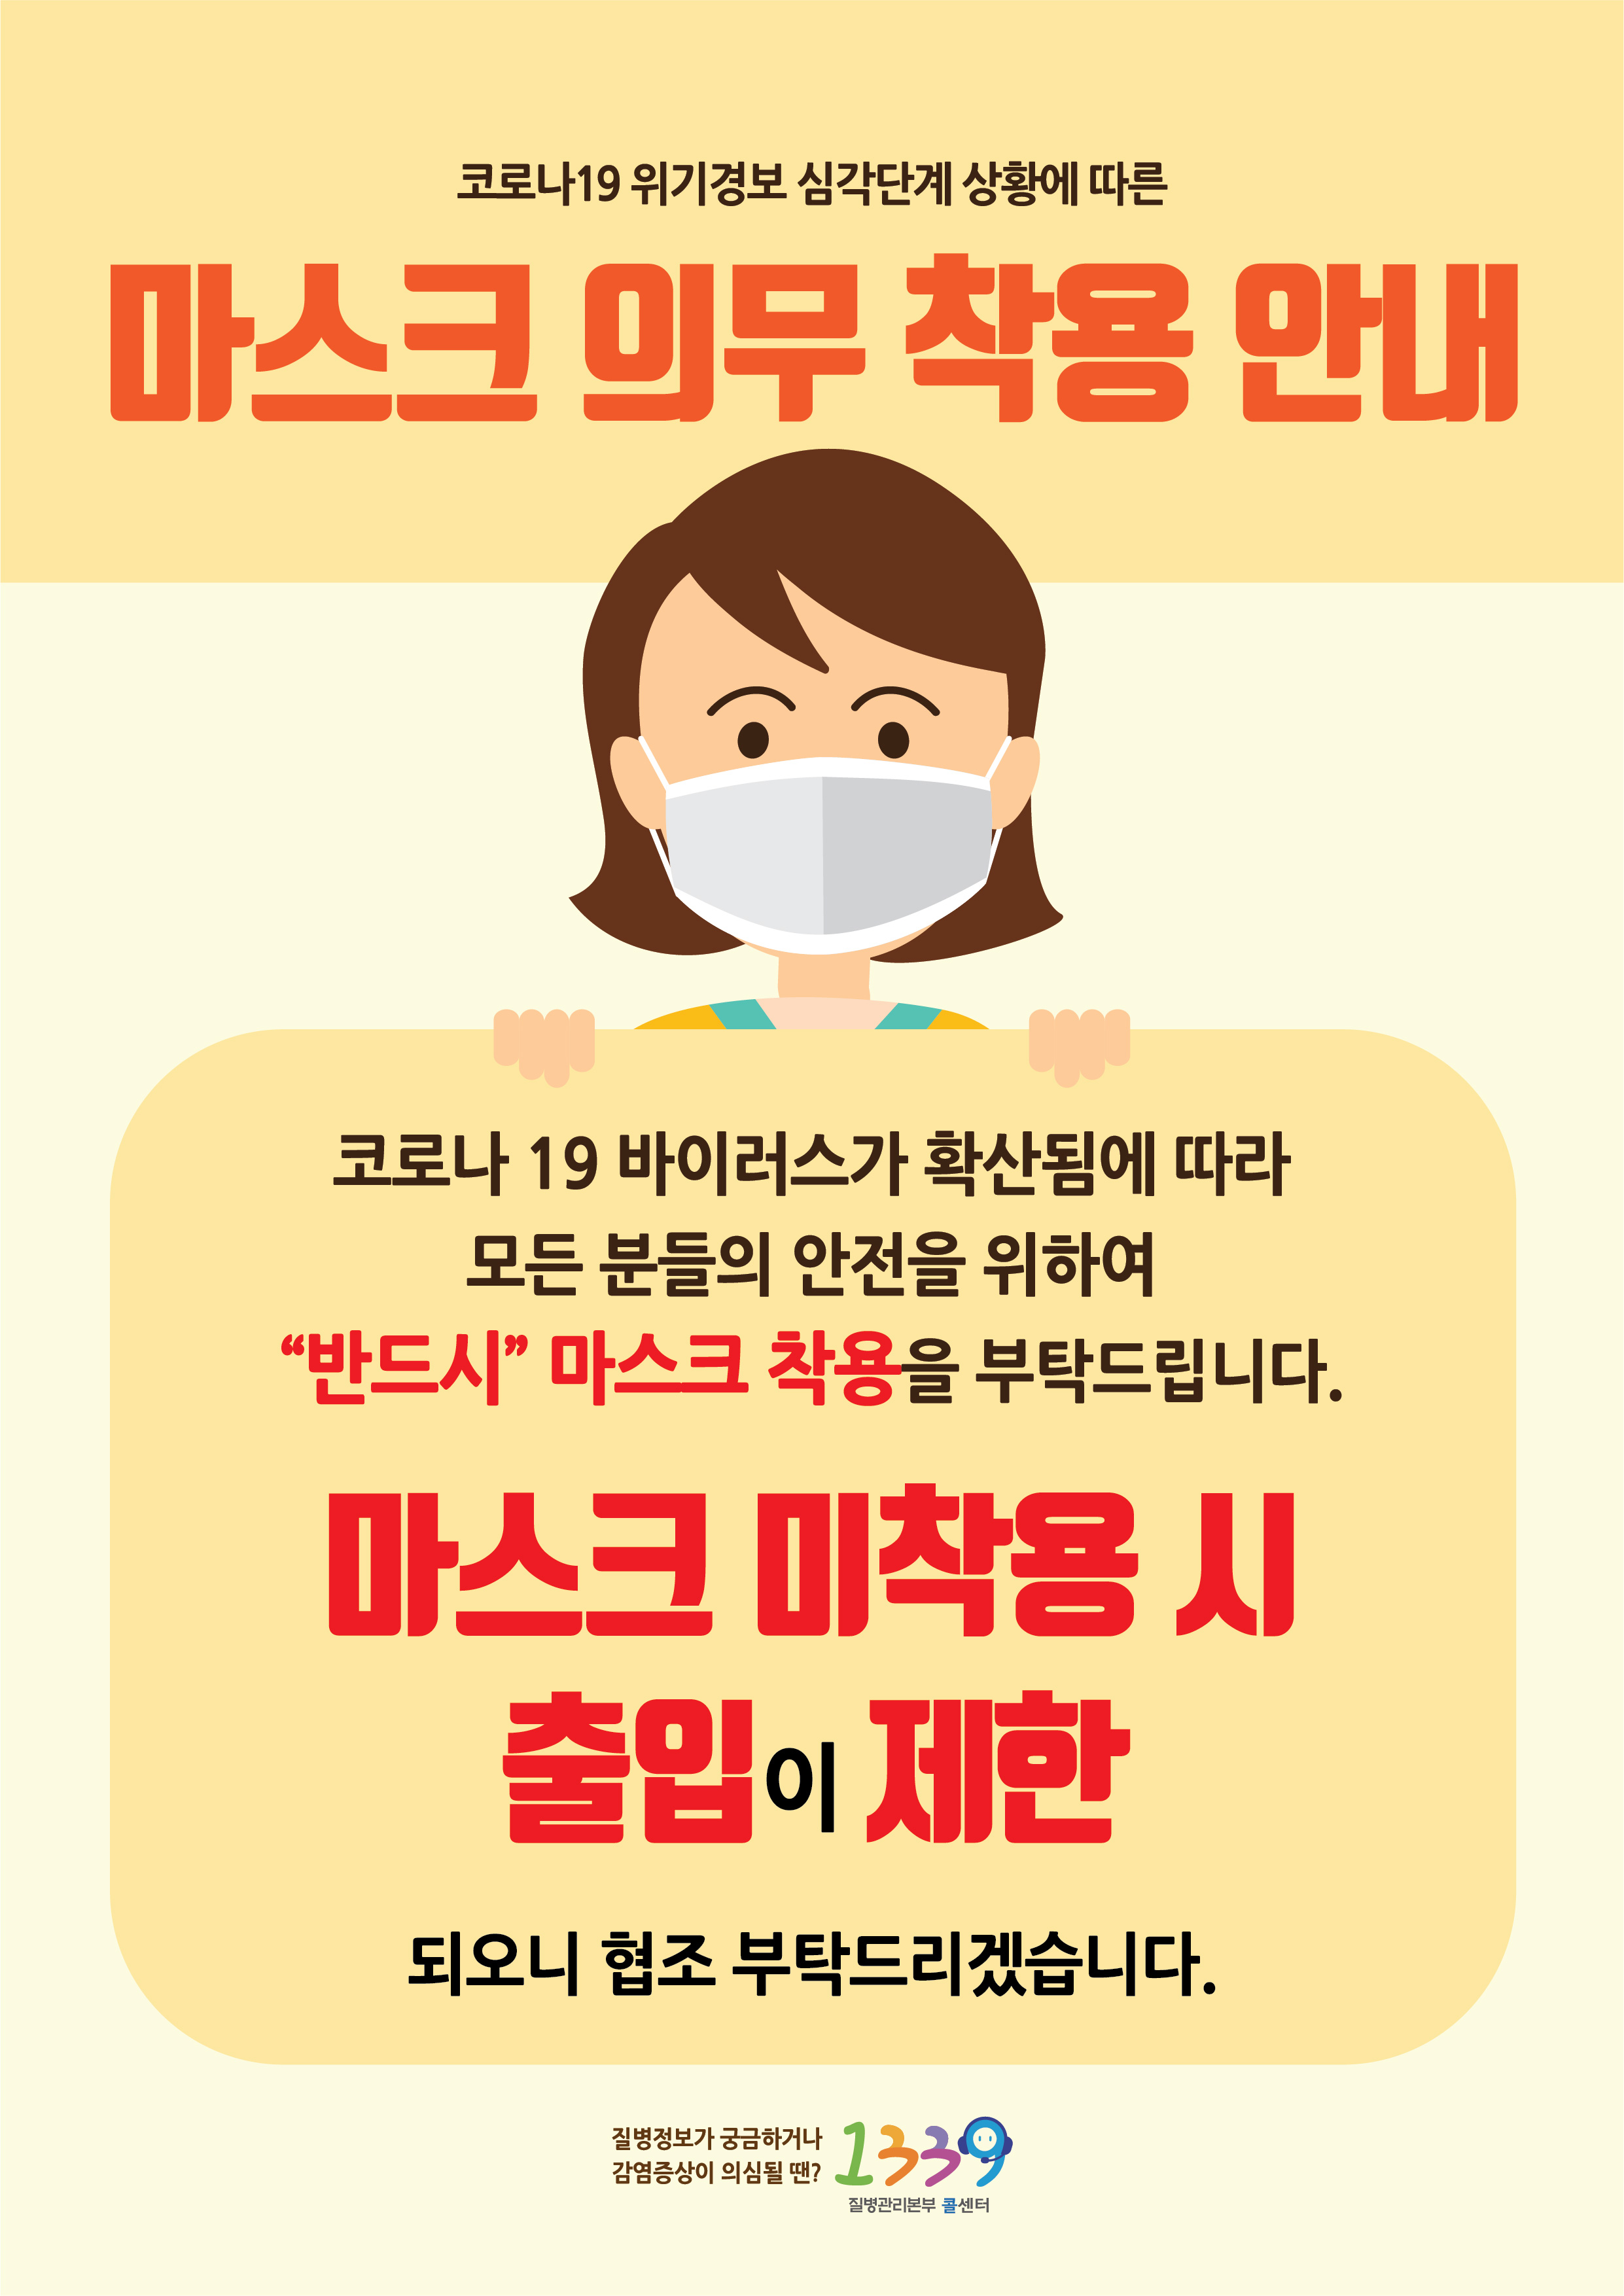 코로나19 위기경보 심각단계 상황에 따른
마스크 의무 착용 안내
코로나 19 바이러스가 확산됨에 따라
모든 분들의 안전을 위하여
“반드시” 마스크 착용을 부탁드립니다.
마스크 미착용 시
출입이 제한
되오니 협조 부탁드리겠습니다.
질병정보가 궁금하거나
감염증상이 의심될 땐?
1339
질병관리본부 콜센터